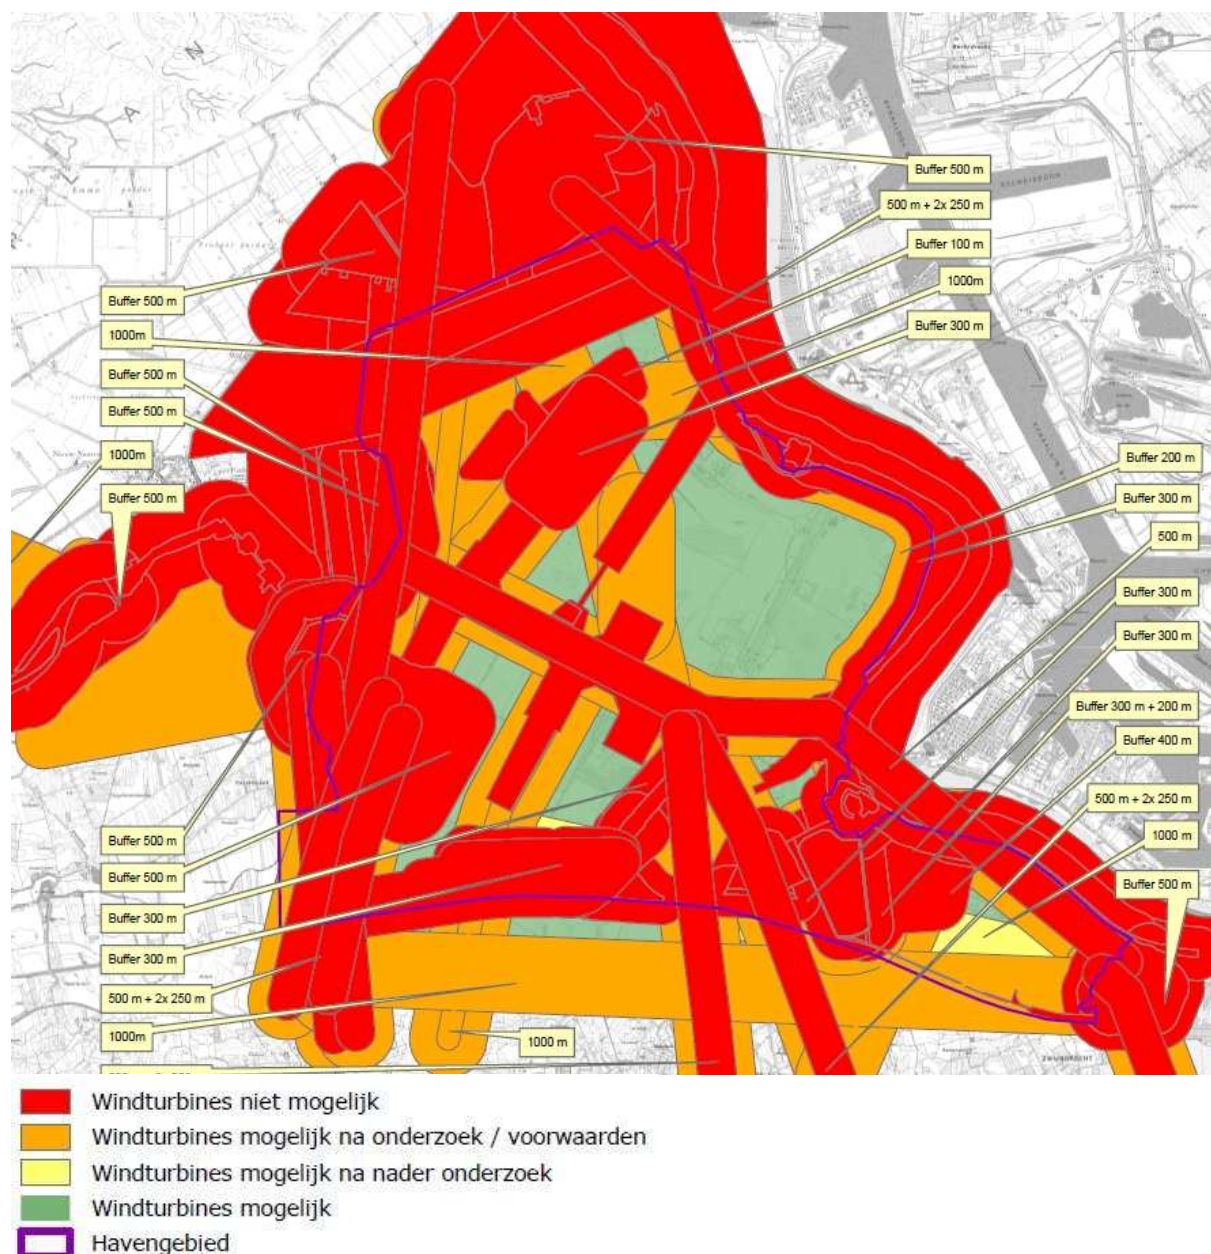 Buffer 500 m
500 m + 2x 250 m
Buffer 100 m
1000m
Buffer 300 m
Buffer 500 m
1000m
Buffer 500 m
Buffer 500 m
1000m
Buffer 500 m
Buffer 200 m
Buffer 300 m
500 m
Buffer 300 m
Buffer 300 m
Buffer 300 m + 200 m
Buffer 400 m
500 m + 2x 250 m
1000 m
Buffer 500 m
Buffer 500 m
Buffer 500 m
Buffer 300 m
Buffer 300 m
500 m + 2x 250 m
1000m
1000 m
ZWIJNDRECHT
Windturbines niet mogelijk
Windturbines mogelijk na onderzoek / voorwaarden
Windturbines mogelijk na nader onderzoek
Windturbines mogelijk
Havengebied